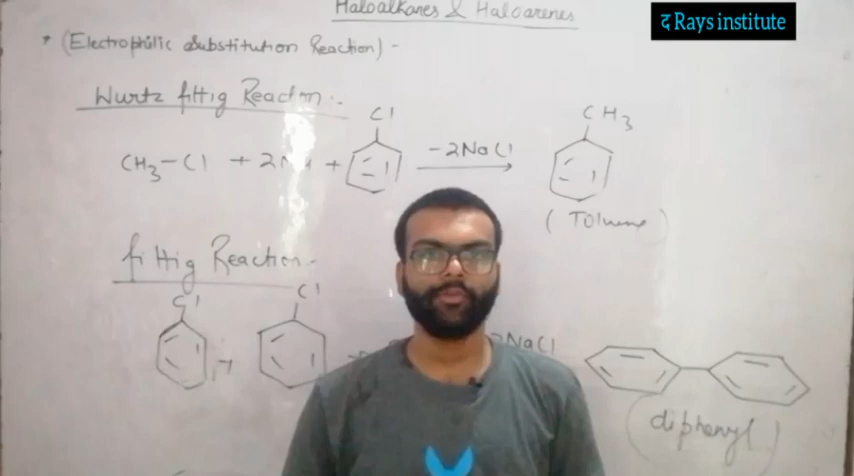 Haloalkanes & Haloarenes
द Rays institute
* (Electrophilic Substitution Reaction) -
Wurtz fittig Reaction :-
Cl
CH3
CH3-Cl + 2Na + -2NaCl
(Toluene)
fittig Reaction :-
Cl Cl
+ + 2NaCl
(diphenyl)